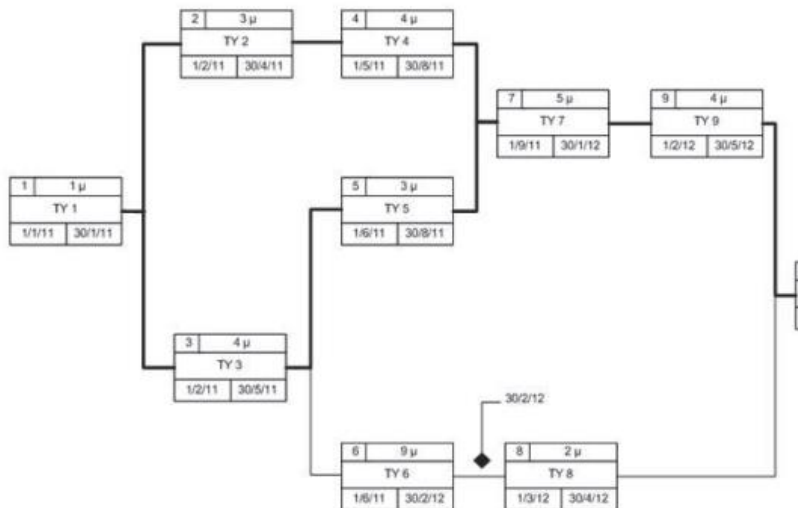 2 3 μ
TY 2
1/2/11 30/4/11
4 4 μ
TY 4
1/5/11 30/8/11
7 5 μ
TY 7
1/9/11 30/1/12
9 4 μ
TY 9
1/2/12 30/5/12
1 1 μ
TY 1
1/1/11 30/1/11
5 3 μ
TY 5
1/6/11 30/8/11
3 4 μ
TY 3
1/2/11 30/5/11
30/2/12
6 9 μ
TY 6
1/6/11 30/2/12
8 2 μ
TY 8
1/3/12 30/4/12